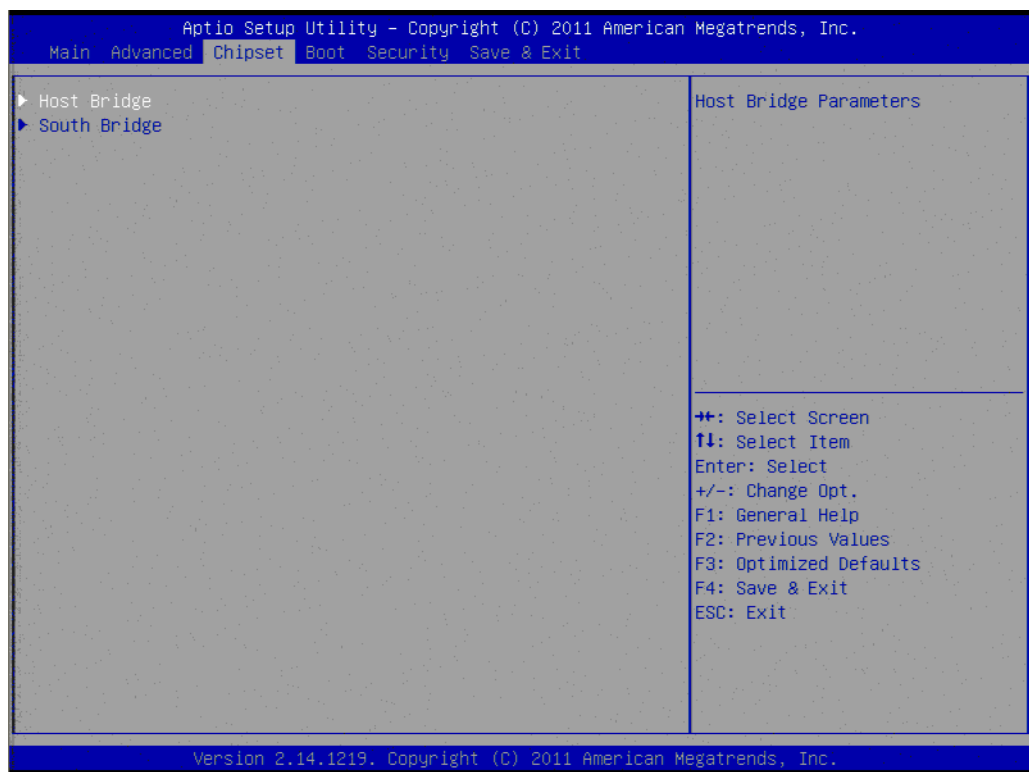 Aptio Setup Utility – Copyright (C) 2011 American Megatrends, Inc.
Main Advanced Chipset Boot Security Save & Exit
► Host Bridge
► South Bridge
Host Bridge Parameters
→←: Select Screen
↑↓: Select Item
Enter: Select
+/-: Change Opt.
F1: General Help
F2: Previous Values
F3: Optimized Defaults
F4: Save & Exit
ESC: Exit
Version 2.14.1219. Copyright (C) 2011 American Megatrends, Inc.